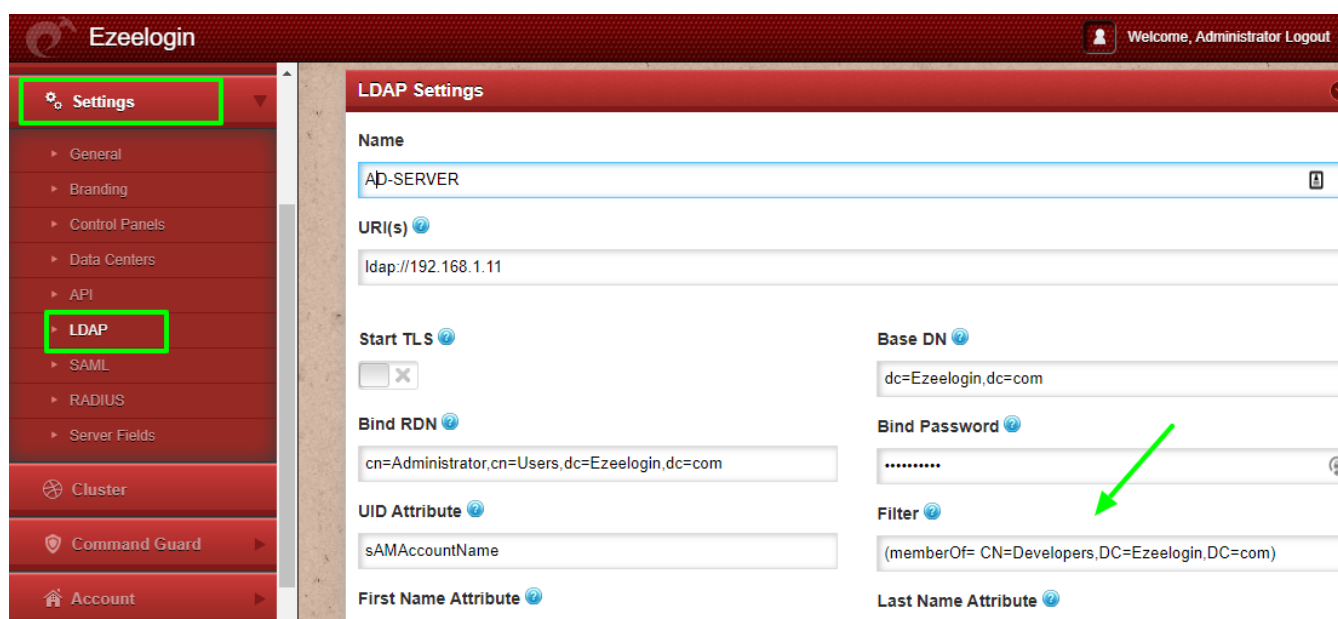 Ezeelogin
Welcome, Administrator Logout
Settings
General
Branding
Control Panels
Data Centers
API
LDAP
SAML
RADIUS
Server Fields
Cluster
Command Guard
Account
LDAP Settings
Name
AD-SERVER
URI(s)
ldap://192.168.1.11
Start TLS
Base DN
dc=Ezeelogin,dc=com
Bind RDN
Bind Password
cn=Administrator,cn=Users,dc=Ezeelogin,dc=com
••••••••••
UID Attribute
Filter
sAMAccountName
(memberOf= CN=Developers,DC=Ezeelogin,DC=com)
First Name Attribute
Last Name Attribute